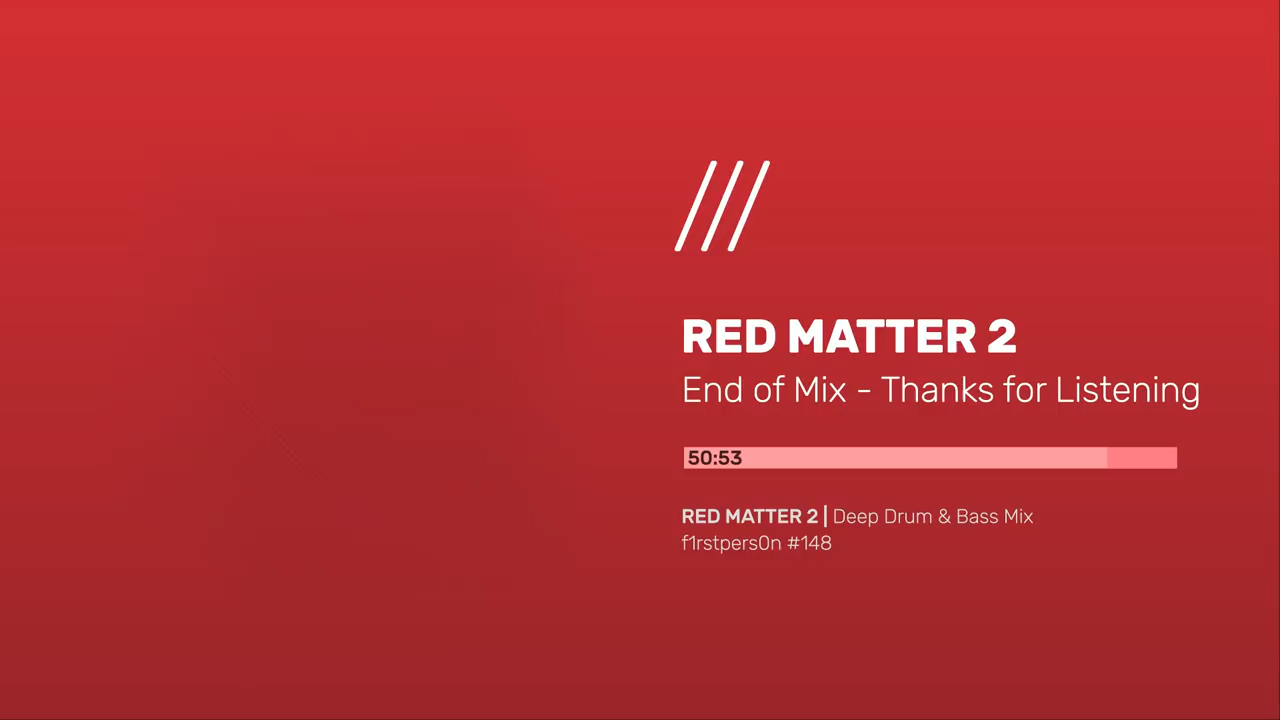 RED MATTER 2
End of Mix - Thanks for Listening
50:53
RED MATTER 2 | Deep Drum & Bass Mix
f1rstpers0n #148